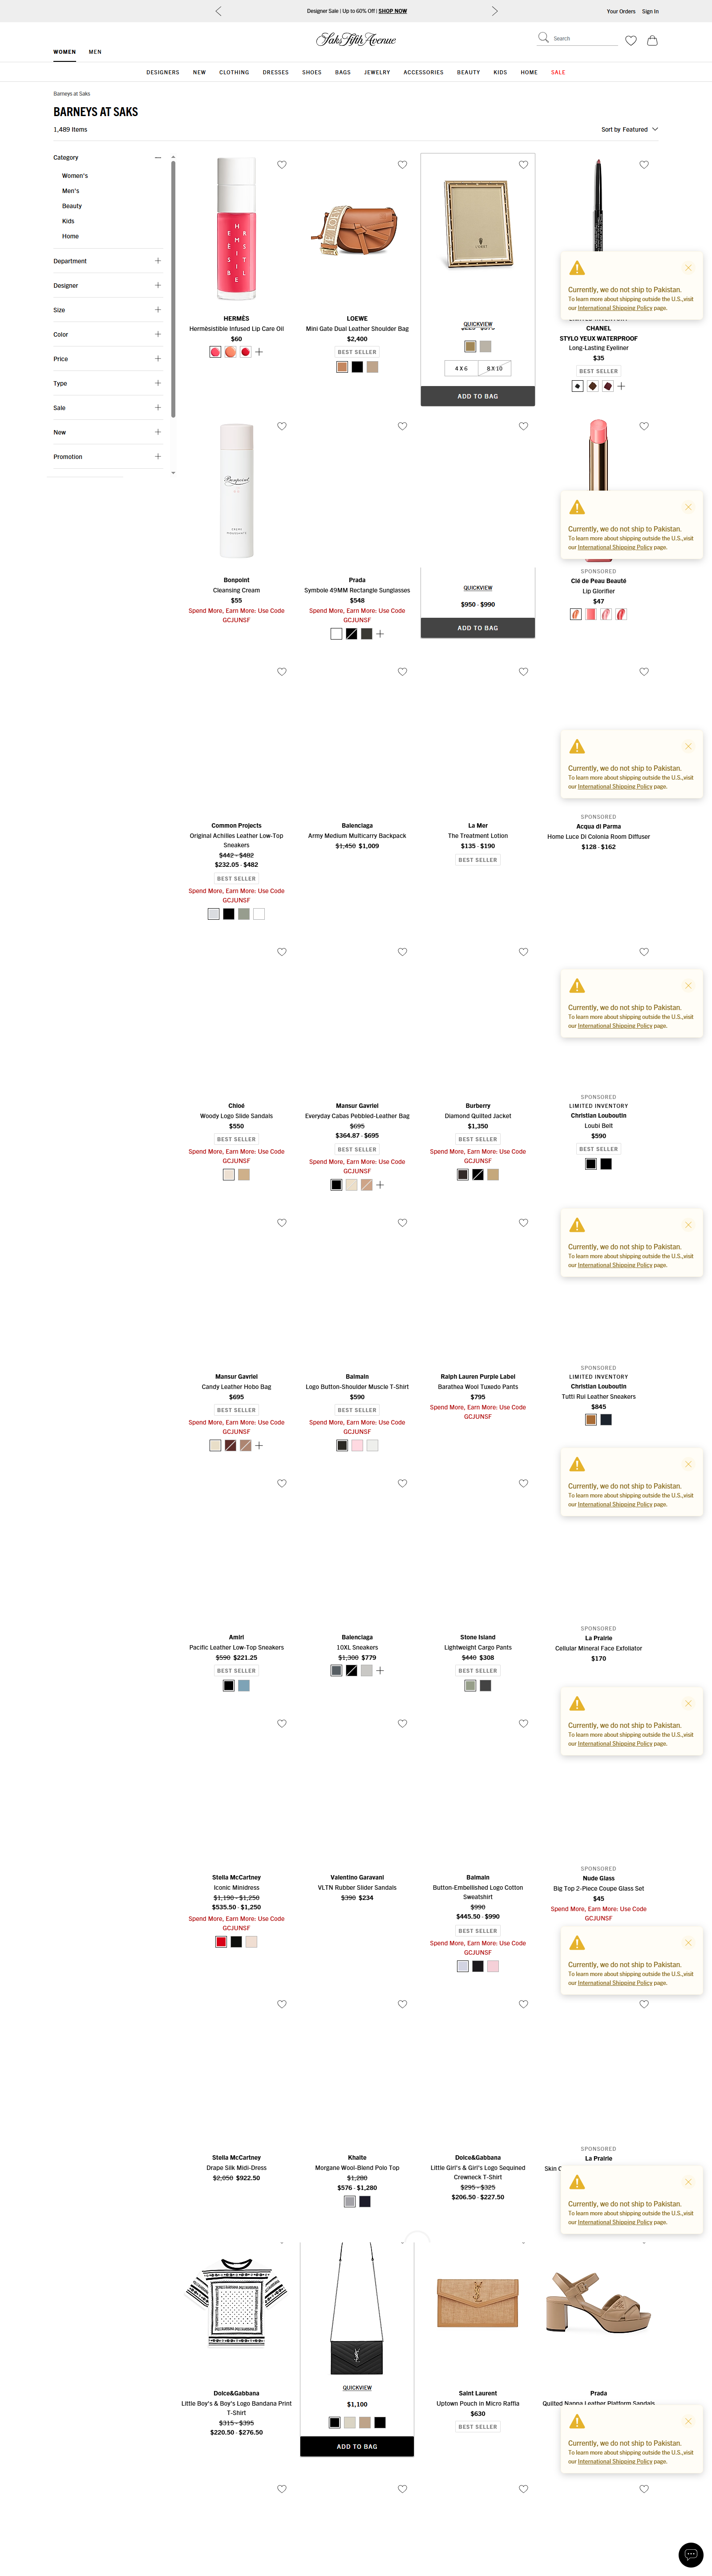 Designer Sale | Up to 60% Off | SHOP NOW
Your Orders
Sign In
Saks Fifth Avenue
Search
WOMEN
MEN
DESIGNERS
NEW
CLOTHING
DRESSES
SHOES
BAGS
JEWELRY
ACCESSORIES
BEAUTY
KIDS
HOME
SALE
Barneys at Saks
BARNEYS AT SAKS
1,489 Items
Sort by Featured
Category
Women's
Men's
Beauty
Kids
Home
Department
Designer
Size
Color
Price
Type
Sale
New
Promotion
HERMÈS
Hermèsistible Infused Lip Care Oil
$60
LOEWE
Mini Gate Dual Leather Shoulder Bag
$2,400
BEST SELLER
QUICKVIEW
4 X 6
8 X 10
ADD TO BAG
Currently, we do not ship to Pakistan.
To learn more about shipping outside the U.S.,visit
our International Shipping Policy page.
CHANEL
STYLO YEUX WATERPROOF
Long-Lasting Eyeliner
$35
BEST SELLER
Bonpoint
Bonpoint
Cleansing Cream
$55
Spend More, Earn More: Use Code
GCJUNSF
Prada
Symbole 49MM Rectangle Sunglasses
$548
Spend More, Earn More: Use Code
GCJUNSF
QUICKVIEW
$950 - $990
ADD TO BAG
Currently, we do not ship to Pakistan.
To learn more about shipping outside the U.S.,visit
our International Shipping Policy page.
SPONSORED
Clé de Peau Beauté
Lip Glorifier
$47
Common Projects
Original Achilles Leather Low-Top
Sneakers
$442 - $482
$232.05 - $482
BEST SELLER
Spend More, Earn More: Use Code
GCJUNSF
Balenciaga
Army Medium Multicarry Backpack
$1,450 $1,009
La Mer
The Treatment Lotion
$135 - $190
BEST SELLER
Currently, we do not ship to Pakistan.
To learn more about shipping outside the U.S.,visit
our International Shipping Policy page.
SPONSORED
Acqua di Parma
Home Luce Di Colonia Room Diffuser
$128 - $162
Chloé
Woody Logo Slide Sandals
$550
BEST SELLER
Spend More, Earn More: Use Code
GCJUNSF
Mansur Gavriel
Everyday Cabas Pebbled-Leather Bag
$695
$364.87 - $695
BEST SELLER
Spend More, Earn More: Use Code
GCJUNSF
Burberry
Diamond Quilted Jacket
$1,350
BEST SELLER
Spend More, Earn More: Use Code
GCJUNSF
Currently, we do not ship to Pakistan.
To learn more about shipping outside the U.S.,visit
our International Shipping Policy page.
SPONSORED
LIMITED INVENTORY
Christian Louboutin
Loubi Belt
$590
BEST SELLER
Mansur Gavriel
Candy Leather Hobo Bag
$695
BEST SELLER
Spend More, Earn More: Use Code
GCJUNSF
Balmain
Logo Button-Shoulder Muscle T-Shirt
$590
BEST SELLER
Spend More, Earn More: Use Code
GCJUNSF
Ralph Lauren Purple Label
Barathea Wool Tuxedo Pants
$795
Spend More, Earn More: Use Code
GCJUNSF
Currently, we do not ship to Pakistan.
To learn more about shipping outside the U.S.,visit
our International Shipping Policy page.
SPONSORED
LIMITED INVENTORY
Christian Louboutin
Tutti Rui Leather Sneakers
$845
Amiri
Pacific Leather Low-Top Sneakers
$590 $221.25
BEST SELLER
Balenciaga
10XL Sneakers
$1,300 $779
Stone Island
Lightweight Cargo Pants
$440 $308
BEST SELLER
Currently, we do not ship to Pakistan.
To learn more about shipping outside the U.S.,visit
our International Shipping Policy page.
SPONSORED
La Prairie
Cellular Mineral Face Exfoliator
$170
Stella McCartney
Iconic Minidress
$1,190 - $1,250
$535.50 - $1,250
Spend More, Earn More: Use Code
GCJUNSF
Valentino Garavani
VLTN Rubber Slider Sandals
$390 $234
Balmain
Button-Embellished Logo Cotton
Sweatshirt
$990
$445.50 - $990
BEST SELLER
Spend More, Earn More: Use Code
GCJUNSF
Currently, we do not ship to Pakistan.
To learn more about shipping outside the U.S.,visit
our International Shipping Policy page.
SPONSORED
Nude Glass
Big Top 2-Piece Coupe Glass Set
$45
Spend More, Earn More: Use Code
GCJUNSF
Currently, we do not ship to Pakistan.
To learn more about shipping outside the U.S.,visit
our International Shipping Policy page.
Stella McCartney
Drape Silk Midi-Dress
$2,050 $922.50
Khaite
Morgane Wool-Blend Polo Top
$1,280
$576 - $1,280
Dolce&Gabbana
Little Girl's & Girl's Logo Sequined
Crewneck T-Shirt
$295 - $325
$206.50 - $227.50
SPONSORED
La Prairie
Skin C
Currently, we do not ship to Pakistan.
To learn more about shipping outside the U.S.,visit
our International Shipping Policy page.
Dolce&Gabbana
Little Boy's & Boy's Logo Bandana Print
T-Shirt
$315 - $395
$220.50 - $276.50
QUICKVIEW
$1,100
ADD TO BAG
Saint Laurent
Uptown Pouch in Micro Raffia
$630
BEST SELLER
Prada
Quilted Nappa Leather Platform Sandals
Currently, we do not ship to Pakistan.
To learn more about shipping outside the U.S.,visit
our International Shipping Policy page.